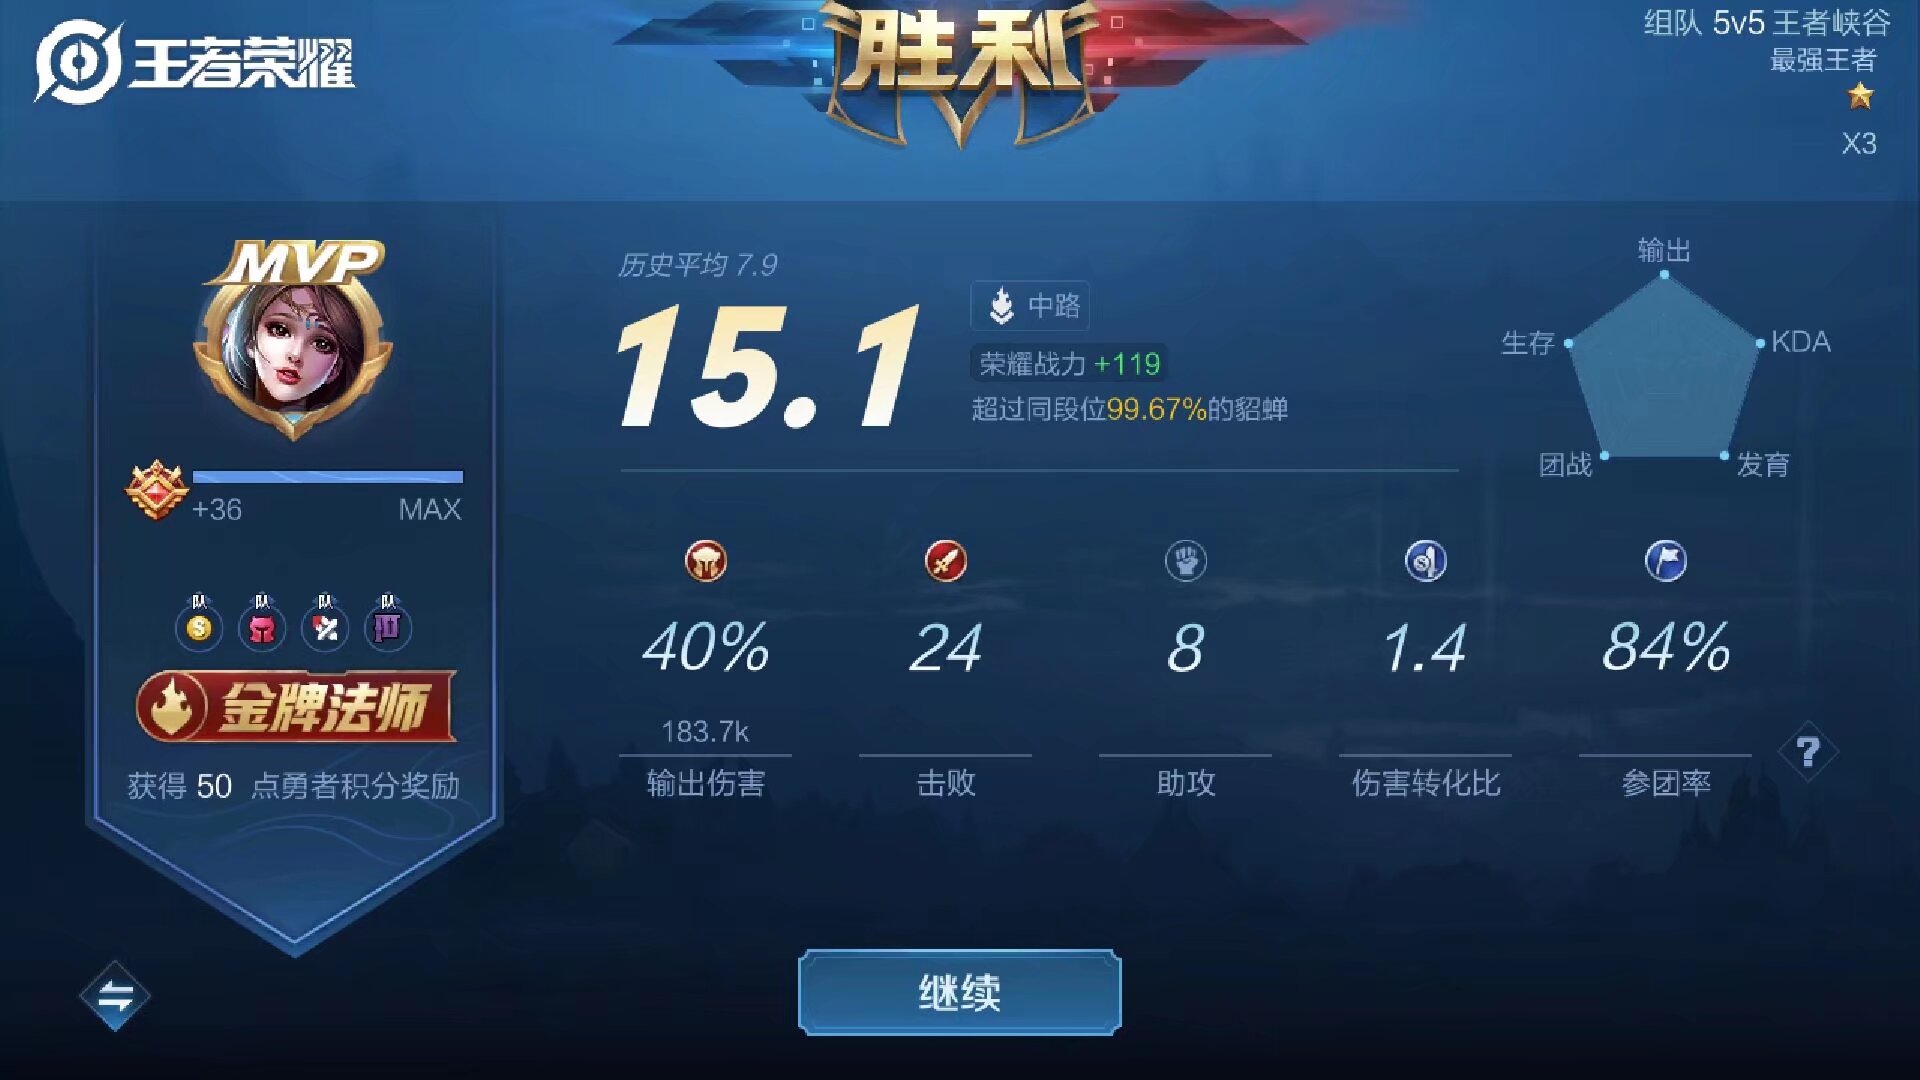 王者荣耀
胜利
组队 5v5 王者峡谷
最强王者
X3
MVP
+36
MAX
队 队 队 队
金牌法师
获得 50 点勇者积分奖励
历史平均 7.9
15.1
中路
荣耀战力 +119
超过同段位99.67%的貂蝉
输出
生存
KDA
团战
发育
40%
24
8
1.4
84%
183.7k
输出伤害
击败
助攻
伤害转化比
参团率
?
继续